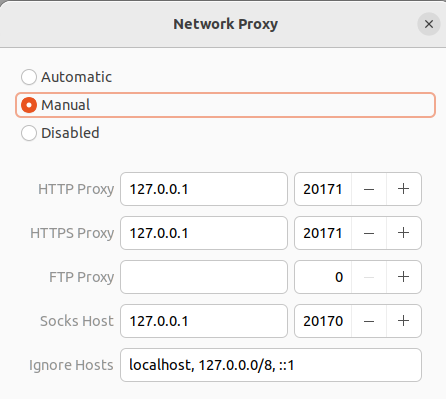 Network Proxy
Automatic
Manual
Disabled
HTTP Proxy 127.0.0.1 20171
HTTPS Proxy 127.0.0.1 20171
FTP Proxy 0
Socks Host 127.0.0.1 20170
Ignore Hosts localhost, 127.0.0.0/8, ::1